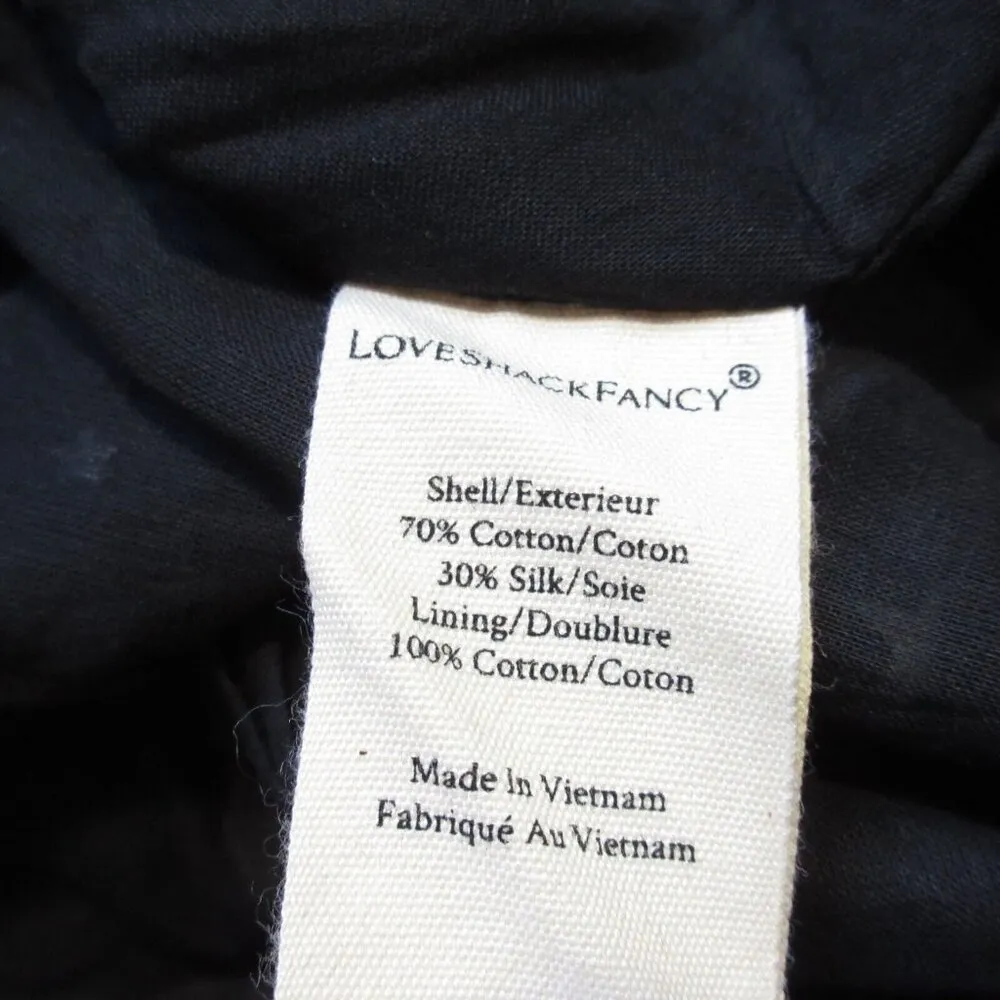 LOVESHACKFANCY®
Shell/Exterieur
70% Cotton/Coton
30% Silk/Soie
Lining/Doublure
100% Cotton/Coton
Made In Vietnam
Fabriqué Au Vietnam